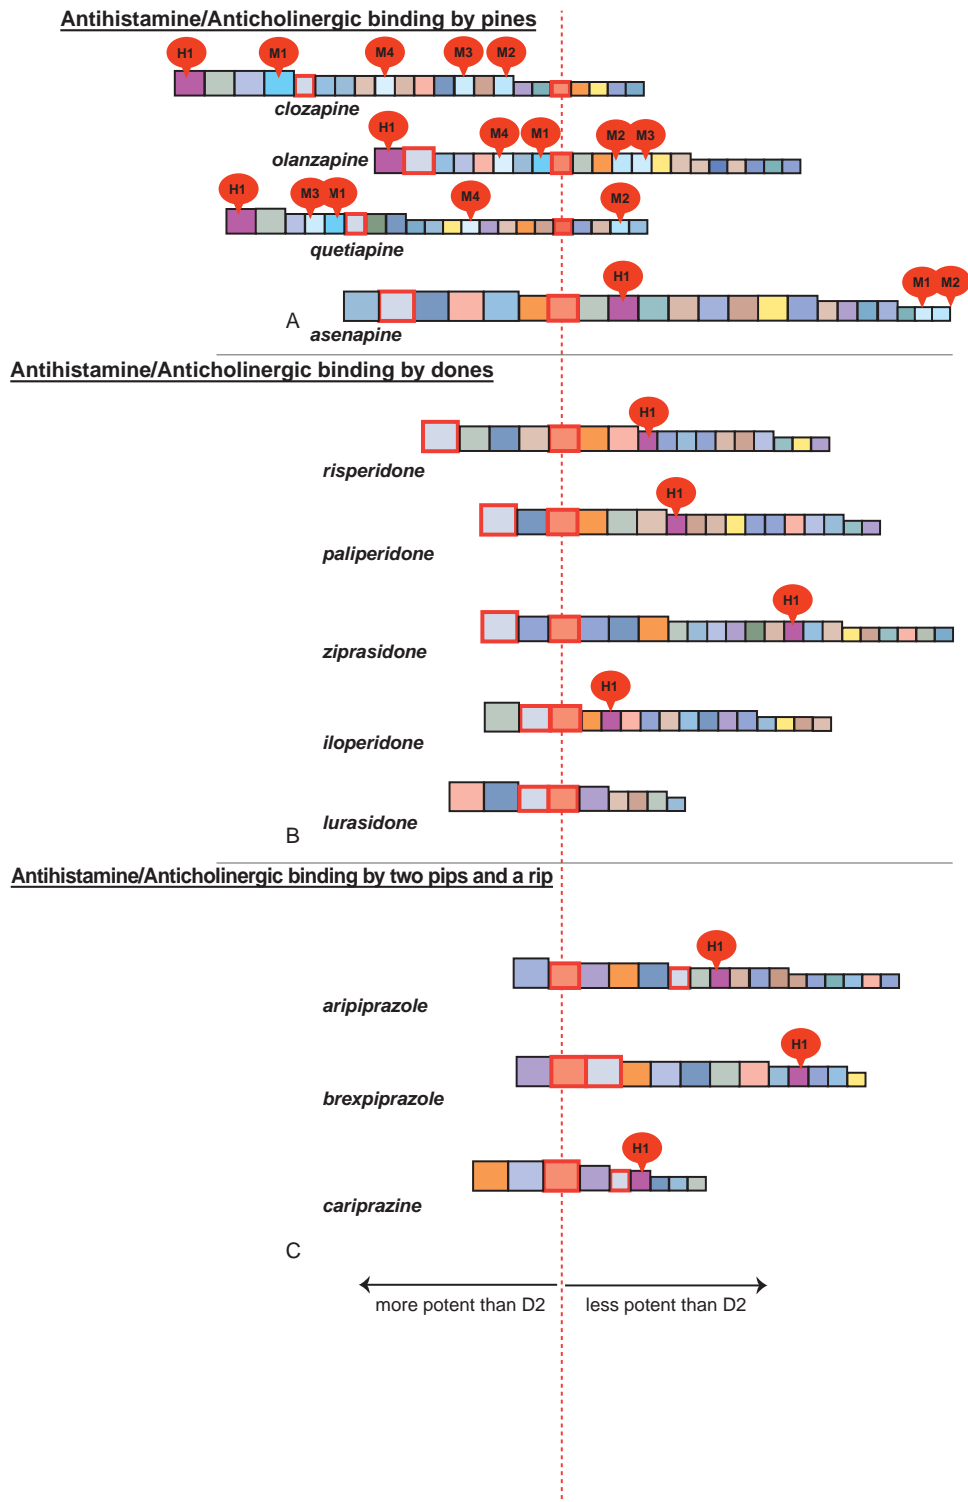 Antihistamine/Anticholinergic binding by pines
H1 M1 M4 M3 M2
clozapine
H1 M4 M1 M2 M3
olanzapine
H1 M3 M1 M4 M2
quetiapine
H1 M1 M2
A
asenapine
Antihistamine/Anticholinergic binding by dones
H1
risperidone
H1
paliperidone
H1
ziprasidone
H1
iloperidone
lurasidone
B
Antihistamine/Anticholinergic binding by two pips and a rip
H1
aripiprazole
H1
brexpiprazole
H1
cariprazine
C
more potent than D2 less potent than D2